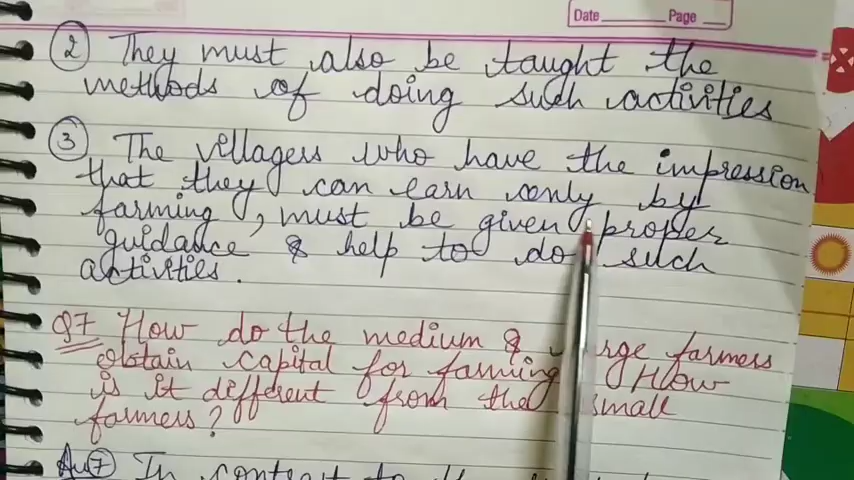 Date Page
② They must also be taught the
methods of doing such activities
③ The villagers who have the impression
that they can earn only by
farming, must be given proper
guidance & help to do such
activities.
Q7 How do the medium & farmers
obtain capital for farming How
is it different from the small
farmers?
Ans⑦ In